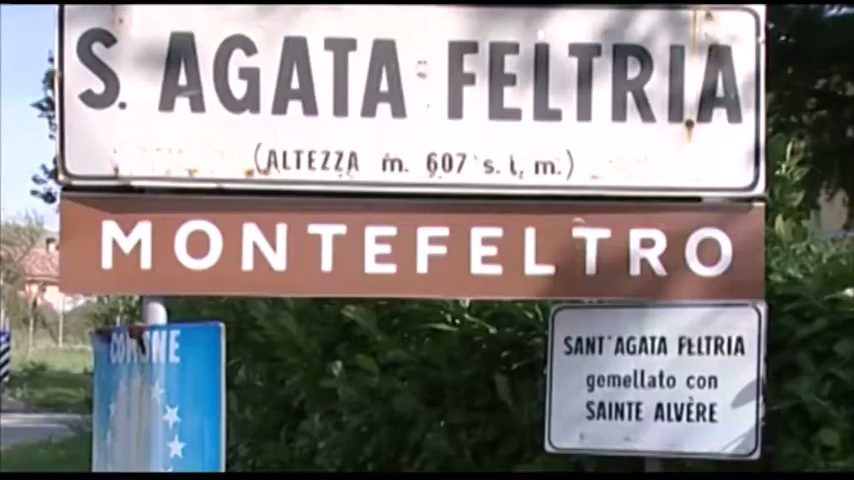 S. AGATA FELTRIA
(ALTEZZA m. 607 s.l.m.)
MONTEFELTRO
COMUNE
SANT'AGATA FELTRIA
gemellato con
SAINTE ALVÈRE